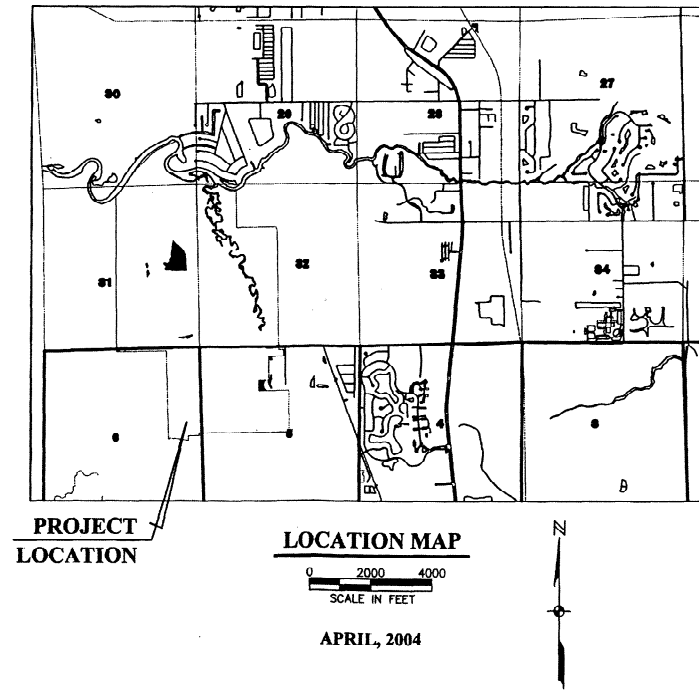 30
29
28
27
31
32
33
34
6
5
4
3
PROJECT
LOCATION
LOCATION MAP
0 2000 4000
SCALE IN FEET
APRIL, 2004
N